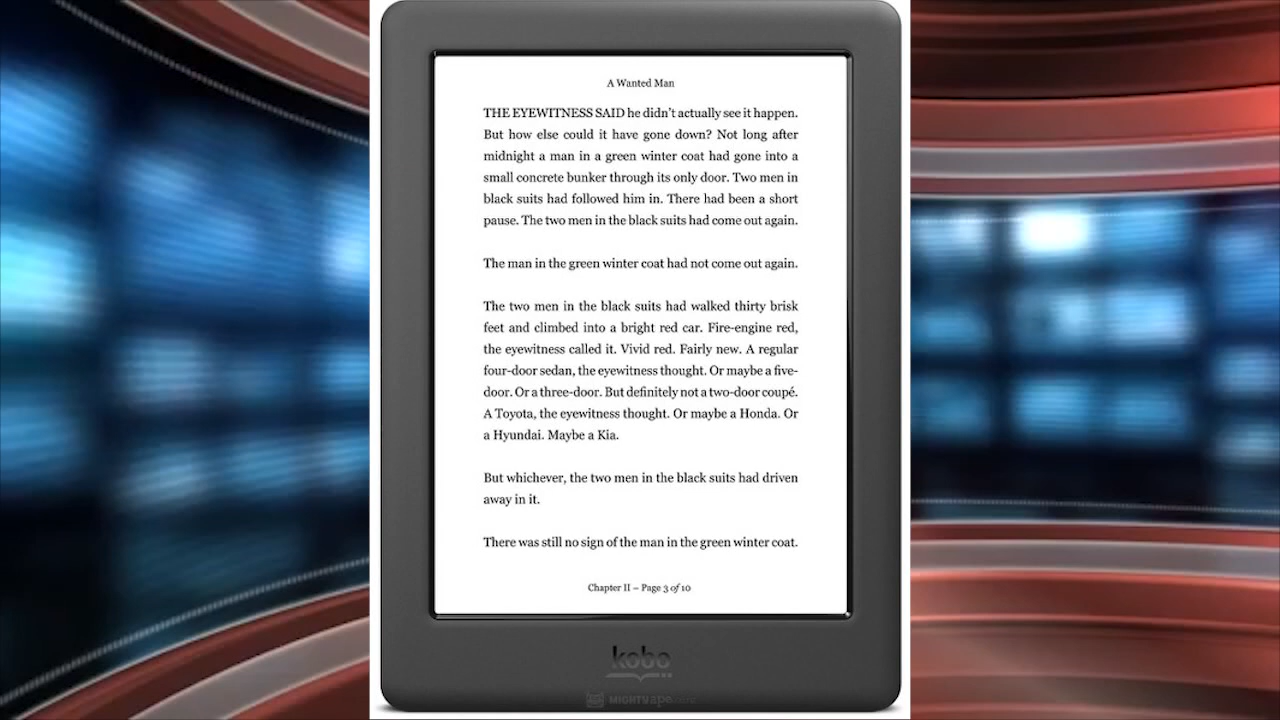 A Wanted Man
THE EYEWITNESS SAID he didn't actually see it happen.
But how else could it have gone down? Not long after
midnight a man in a green winter coat had gone into a
small concrete bunker through its only door. Two men in
black suits had followed him in. There had been a short
pause. The two men in the black suits had come out again.
The man in the green winter coat had not come out again.
The two men in the black suits had walked thirty brisk
feet and climbed into a bright red car. Fire-engine red,
the eyewitness called it. Vivid red. Fairly new. A regular
four-door sedan, the eyewitness thought. Or maybe a five-
door. Or a three-door. But definitely not a two-door coupé.
A Toyota, the eyewitness thought. Or maybe a Honda. Or
a Hyundai. Maybe a Kia.
But whichever, the two men in the black suits had driven
away in it.
There was still no sign of the man in the green winter coat.
Chapter II – Page 3 of 10
kobo
MIGHTY ape